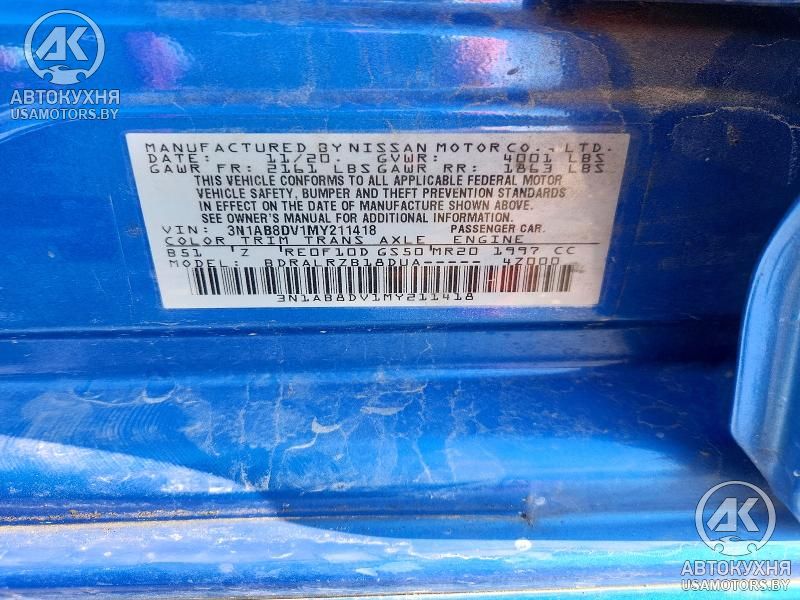 АК
АВТОКУХНЯ
USAMOTORS.BY
MANUFACTURED BY NISSAN MOTOR CO., LTD.
DATE: 11/20. GVWR: 4001 LBS
GAWR FR: 2161 LBS GAWR RR: 1863 LBS
THIS VEHICLE CONFORMS TO ALL APPLICABLE FEDERAL MOTOR
VEHICLE SAFETY, BUMPER AND THEFT PREVENTION STANDARDS
IN EFFECT ON THE DATE OF MANUFACTURE SHOWN ABOVE.
SEE OWNER'S MANUAL FOR ADDITIONAL INFORMATION.
VIN: 3N1AB8DV1MY211418 PASSENGER CAR.
COLOR TRIM TRANS AXLE ENGINE
B51 Z RE0F10D GS50 MR20 1997 CC
MODEL: BDRALRZB18DUA----- 47000
3N1AB8DV1MY211418
АК
АВТОКУХНЯ
USAMOTORS.BY